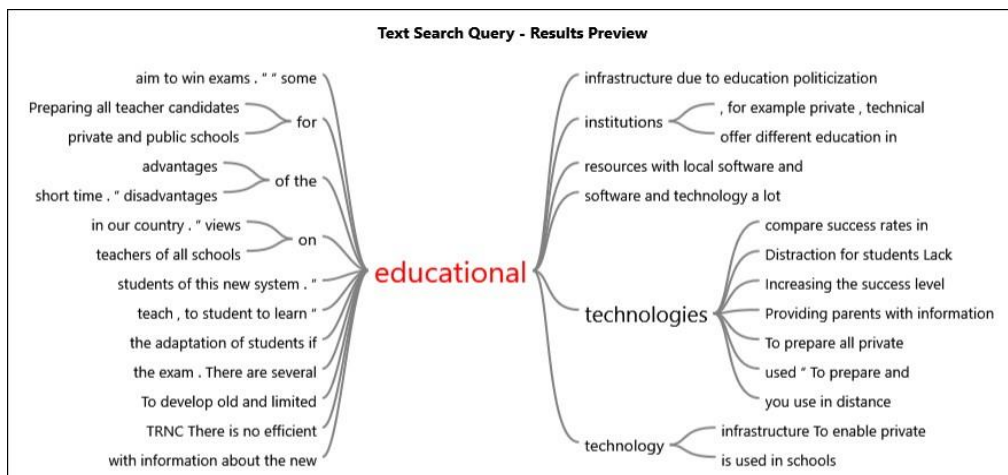 Text Search Query - Results Preview
aim to win exams . " " some
Preparing all teacher candidates
private and public schools
for
advantages
short time . " disadvantages
of the
in our country . " views
teachers of all schools
on
students of this new system . "
teach , to student to learn "
the adaptation of students if
the exam . There are several
To develop old and limited
TRNC There is no efficient
with information about the new
educational
infrastructure due to education politicization
institutions
, for example private , technical
offer different education in
resources with local software and
software and technology a lot
technologies
compare success rates in
Distraction for students Lack
Increasing the success level
Providing parents with information
To prepare all private
used " To prepare and
you use in distance
technology
infrastructure To enable private
is used in schools